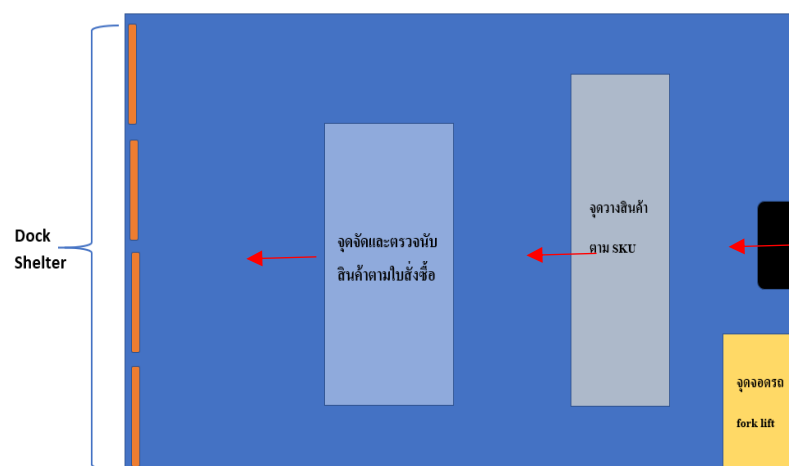 Dock
Shelter
จุดจัดและตรวจนับ
สินค้าตามใบสั่งซื้อ
จุดวางสินค้า
ตาม SKU
จุดจอดรถ
fork lift